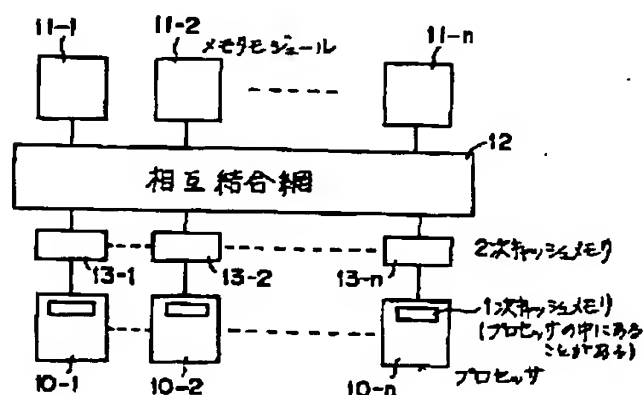 11-1
11-2
メモリモジュール
11-n
12
相互結合網
2次キャッシュメモリ
13-1
13-2
13-n
1次キャッシュメモリ
(プロセッサの中にある
ことがある)
10-1
10-2
10-n
プロセッサ